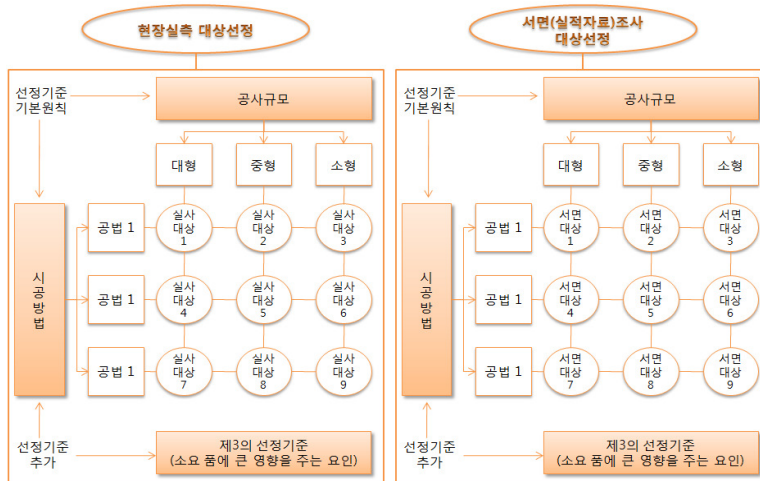 현장실측 대상선정
선정기준
기본원칙
공사규모
대형
중형
소형
시
공
방
법
공법 1
실사
대상
1
실사
대상
2
실사
대상
3
공법 1
실사
대상
4
실사
대상
5
실사
대상
6
공법 1
실사
대상
7
실사
대상
8
실사
대상
9
선정기준
추가
제3의 선정기준
(소요 품에 큰 영향을 주는 요인)
서면(실적자료)조사
대상선정
선정기준
기본원칙
공사규모
대형
중형
소형
시
공
방
법
공법 1
서면
대상
1
서면
대상
2
서면
대상
3
공법 1
서면
대상
4
서면
대상
5
서면
대상
6
공법 1
서면
대상
7
서면
대상
8
서면
대상
9
선정기준
추가
제3의 선정기준
(소요 품에 큰 영향을 주는 요인)